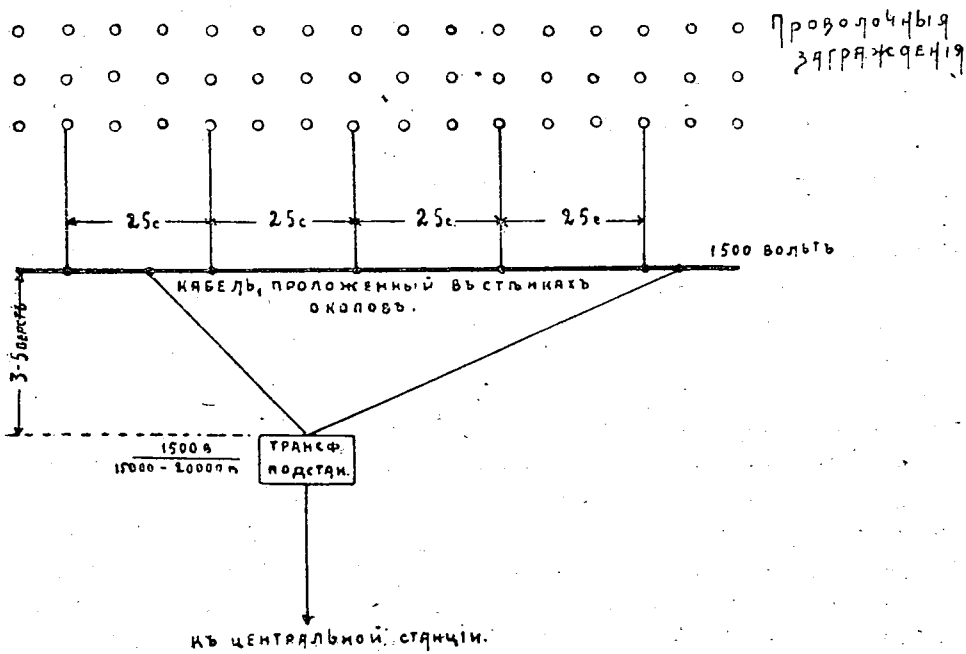 Проволочныя
заграждения
25с 25с 25с 25с
1500 вольтъ
КАБЕЛЬ, ПРОЛОЖЕННЫЙ ВЪ СТѢНКАХЪ
ОКОПОВЪ.
3-5 верстъ
1500 в
15000 - 20000 в
ТРАНСФ.
ПОДСТАН.
КЪ ЦЕНТРАЛЬНОЙ СТАНЦІИ.